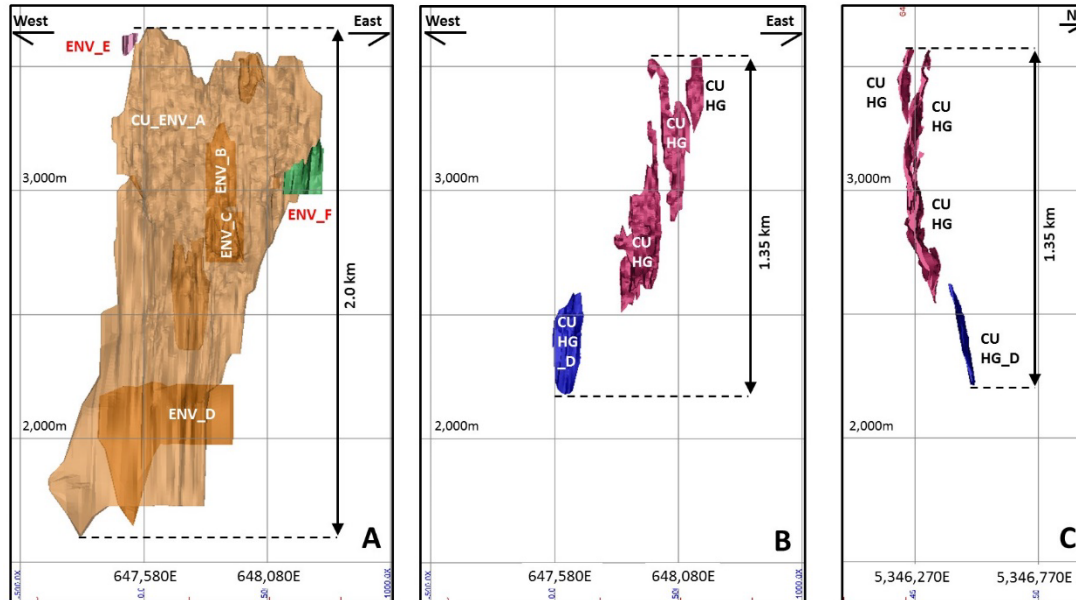 West
East
ENV_E
CU_ENV_A
ENV_B
3,000m
ENV_F
ENV_C
2.0 km
ENV_D
2,000m
A
647,580E
648,080E
West
East
CU
HG
CU
HG
3,000m
CU
HG
1.35 km
CU
HG
_D
2,000m
B
647,580E
648,080E
CU
HG
CU
HG
3,000m
CU
HG
1.35 km
CU
HG_D
2,000m
C
5,346,270E
5,346,770E